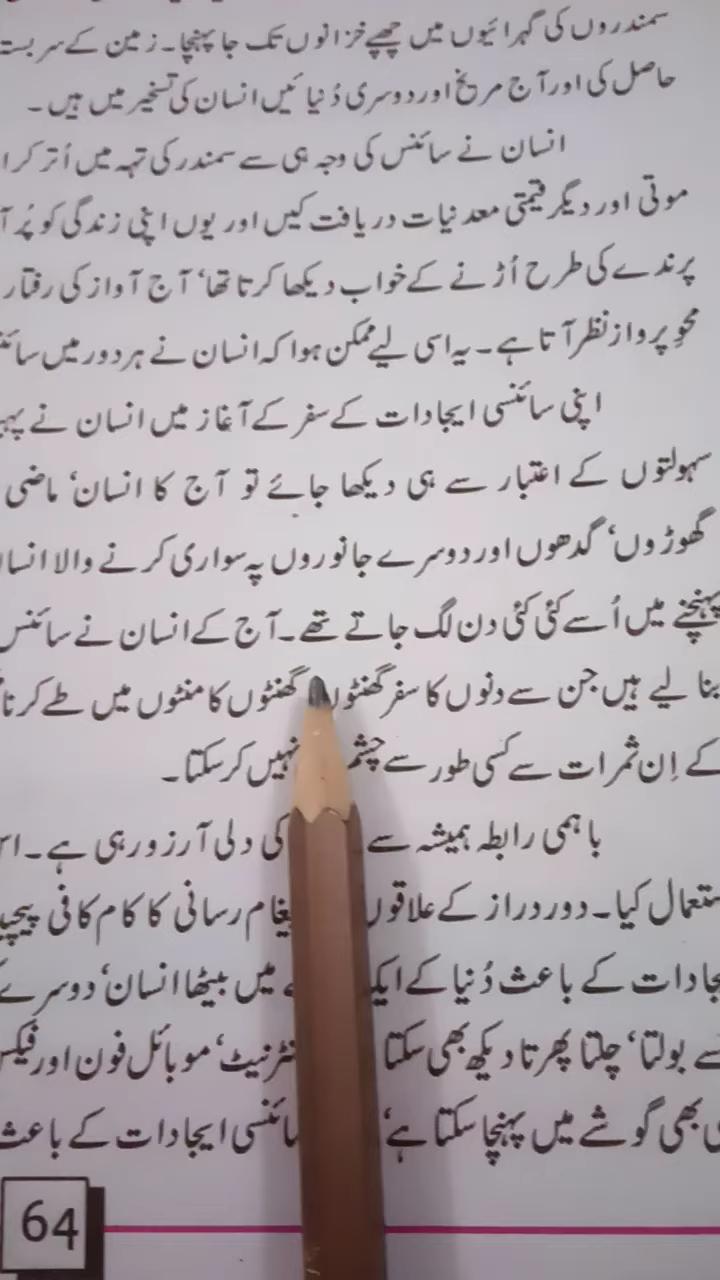 سمندروں کی گہرائیوں میں چھپے خزانوں تک جا پہنچا۔ زمین کے سربستہ
حاصل کی اور آج مریخ اور دوسری دُنیائیں انسان کی تسخیر میں ہیں۔
انسان نے سائنس کی وجہ ہی سے سمندر کی تہہ میں اُتر کر
موتی اور دیگر قیمتی معدنیات دریافت کیں اور یوں اپنی زندگی کو پُر
پرندے کی طرح اُڑنے کے خواب دیکھا کرتا تھا، آج آواز کی رفتار
محوِ پرواز نظر آتا ہے۔ یہ اسی لیے ممکن ہوا کہ انسان نے ہر دور میں
اپنی سائنسی ایجادات کے سفر کے آغاز میں انسان نے
سہولتوں کے اعتبار سے ہی دیکھا جائے تو آج کا انسان، ماضی
گھوڑوں، گدھوں اور دوسرے جانوروں پہ سواری کرنے والا
پہنچنے میں اُسے کئی کئی دن لگ جاتے تھے۔ آج کے انسان نے سائنس
بنا لیے ہیں جن سے دنوں کا سفر گھنٹوں گھنٹوں کا منٹوں میں طے کرنا
کے اِن ثمرات سے کسی طور سے چشم نہیں کر سکتا۔
باہمی رابطہ ہمیشہ سے کی دلی آرزو رہی ہے۔
کیا۔ دور دراز کے علاقوں رسانی کا کام کافی
کے باعث دُنیا کے ایک میں بیٹھا انسان، دوسرے
سے بولتا، چلتا پھرتا دیکھ بھی سکتا موبائل فون اور
بھی گوشے میں پہنچا سکتا ہے، ایجادات کے باعث
64